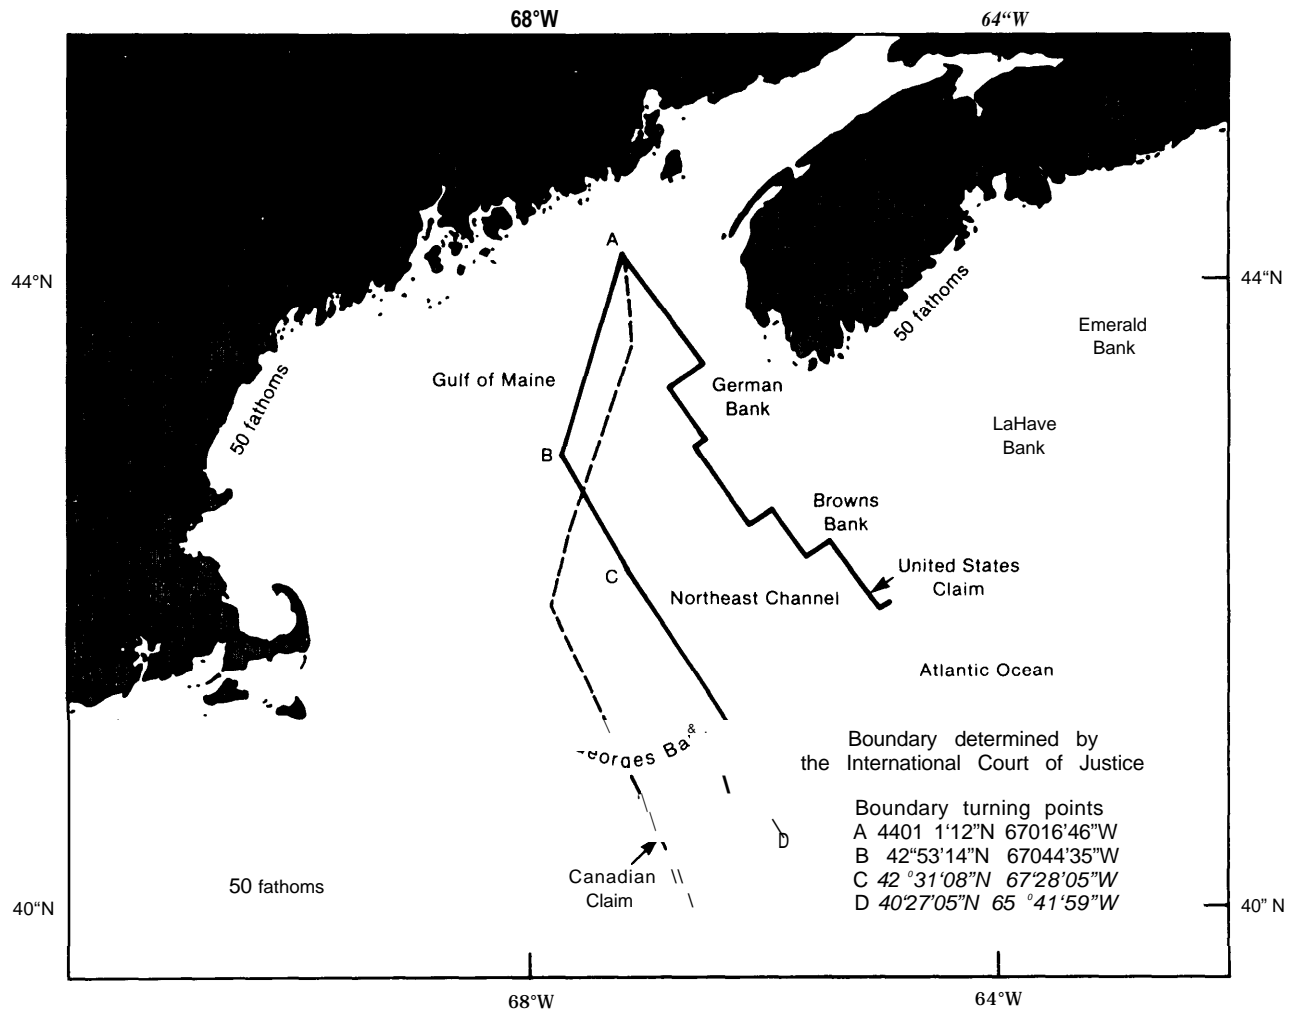 68°W
64“W
A
44°N
44“N
50 fathoms
Emerald
Bank
Gulf of Maine
German
Bank
50 fathoms
LaHave
Bank
B
Browns
Bank
C
United States
Claim
Northeast Channel
Atlantic Ocean
eorges Ba
&
Boundary determined by
the International Court of Justice
Boundary turning points
A 4401 1‘12”N 67016’46”W
B 42“53’14”N 67044’35”W
C 42 °31‘08”N 67’28’05”W
D 40’27’05”N 65 °41‘59”W
D
Canadian
Claim
50 fathoms
40“N
40” N
68°W
64°W